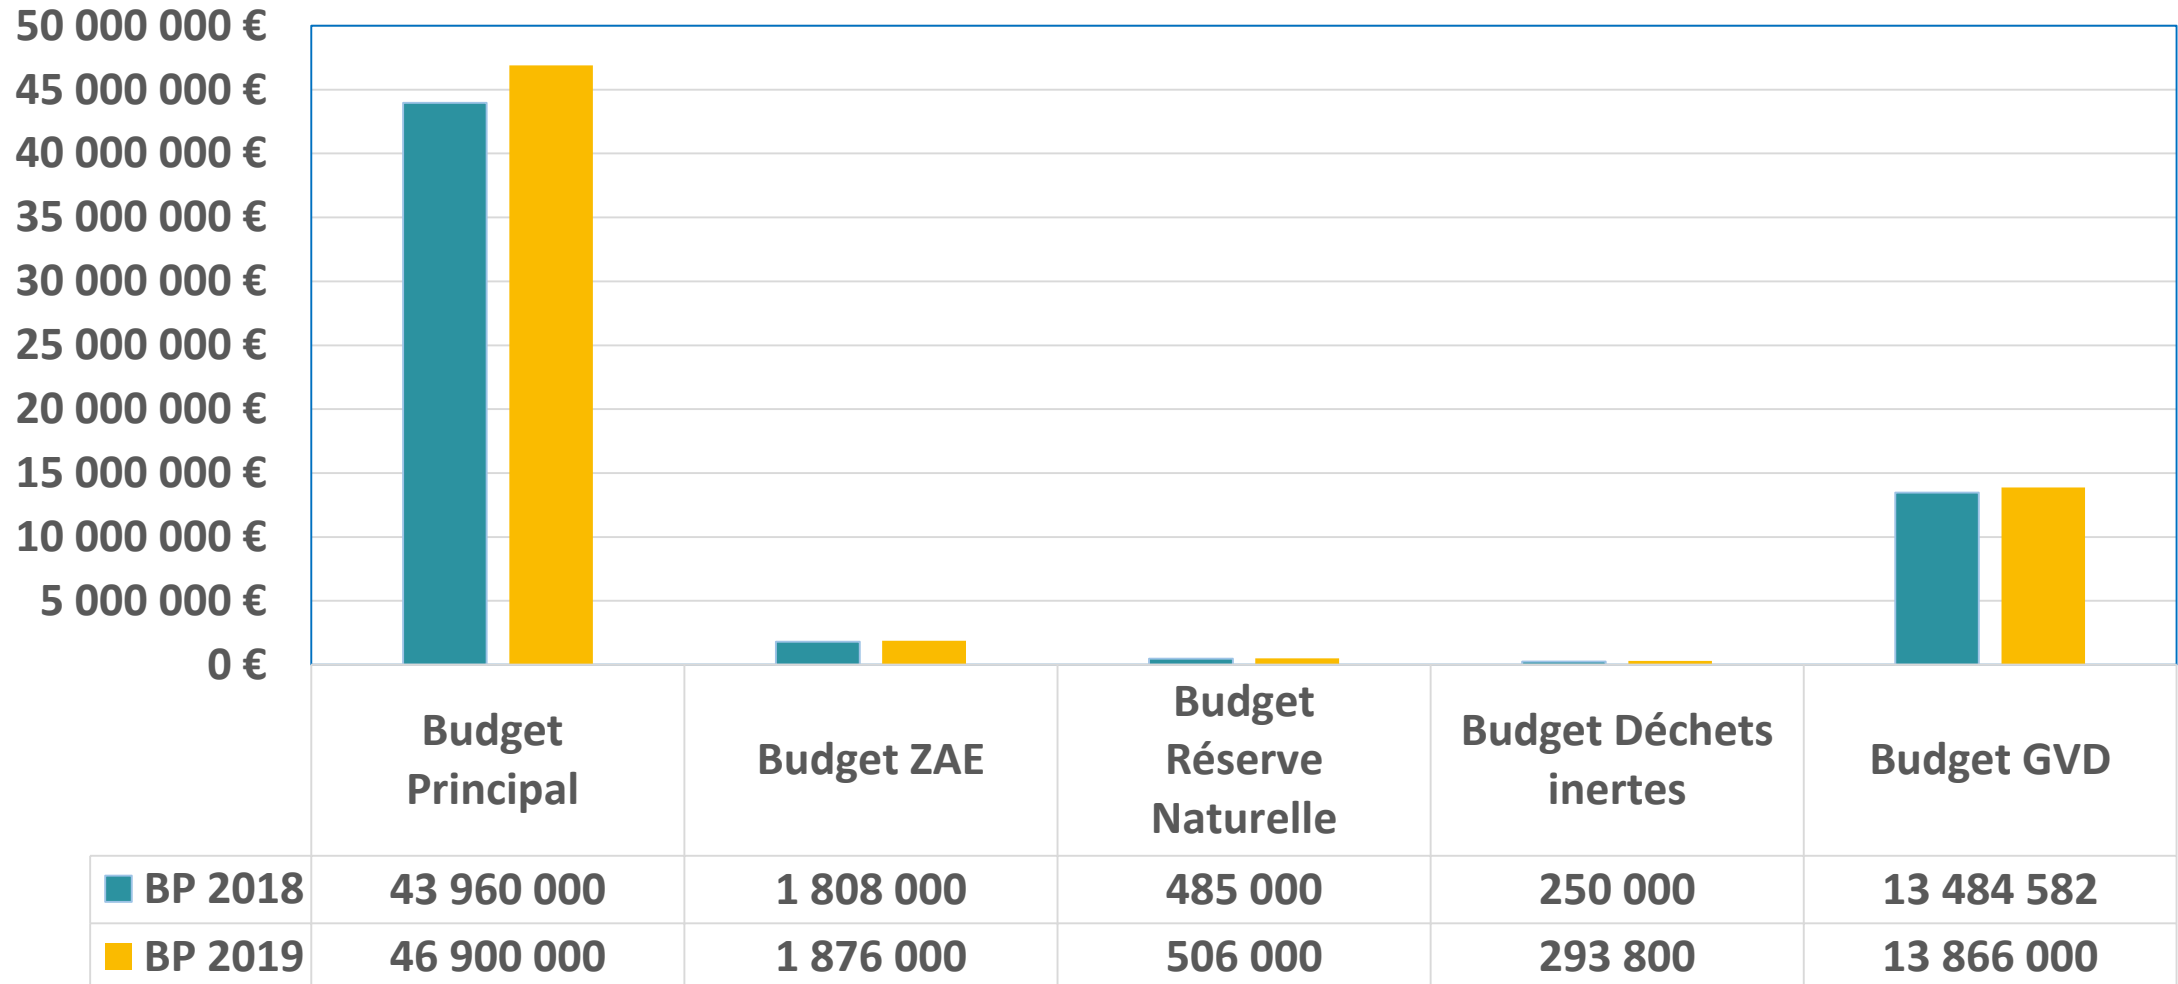 50 000 000 €
45 000 000 €
40 000 000 €
35 000 000 €
30 000 000 €
25 000 000 €
20 000 000 €
15 000 000 €
10 000 000 €
5 000 000 €
0 €
Budget
Principal
Budget ZAE
Budget
Réserve
Naturelle
Budget Déchets
inertes
Budget GVD
BP 2018 43 960 000 1 808 000 485 000 250 000 13 484 582
BP 2019 46 900 000 1 876 000 506 000 293 800 13 866 000